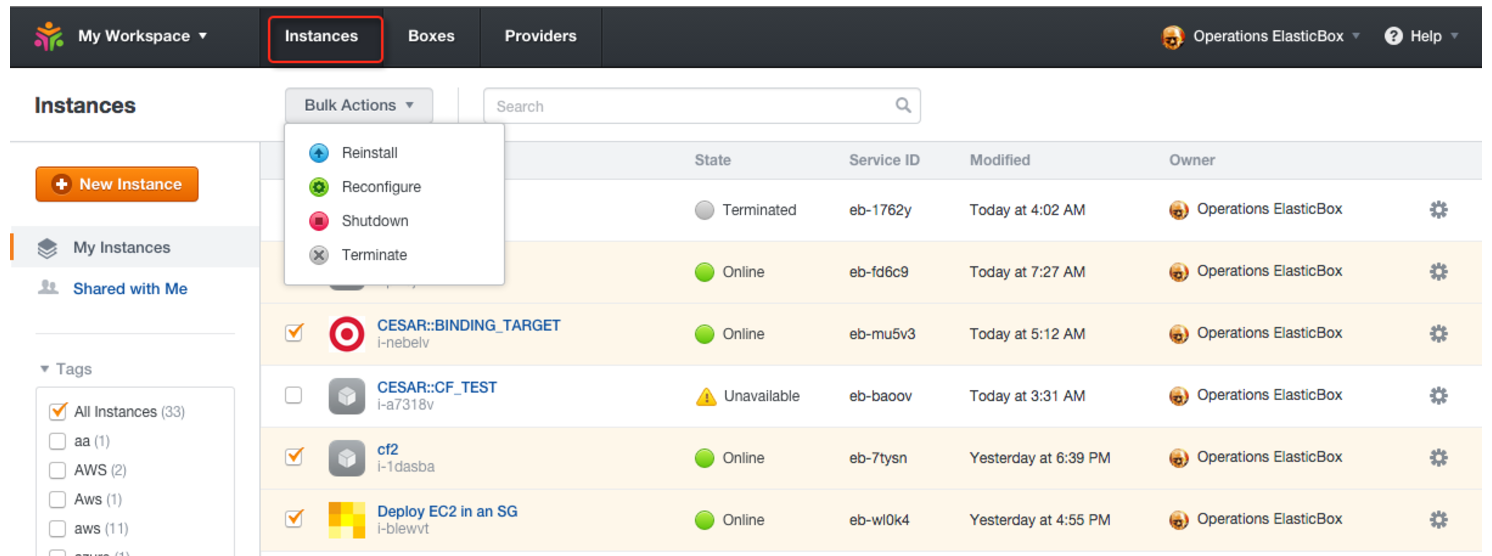 My Workspace
Instances
Boxes
Providers
Operations ElasticBox
? Help
Instances
Bulk Actions
Search
Reinstall
Reconfigure
Shutdown
Terminate
State Service ID Modified Owner
New Instance
My Instances
Shared with Me
Tags
All Instances (33)
aa (1)
AWS (2)
Aws (1)
aws (11)
Terminated eb-1762y Today at 4:02 AM Operations ElasticBox
Online eb-fd6c9 Today at 7:27 AM Operations ElasticBox
CESAR::BINDING_TARGET
i-nebelv
Online eb-mu5v3 Today at 5:12 AM Operations ElasticBox
CESAR::CF_TEST
i-a7318v
Unavailable eb-baoov Today at 3:31 AM Operations ElasticBox
cf2
i-1dasba
Online eb-7tysn Yesterday at 6:39 PM Operations ElasticBox
Deploy EC2 in an SG
i-blewvt
Online eb-wl0k4 Yesterday at 4:55 PM Operations ElasticBox